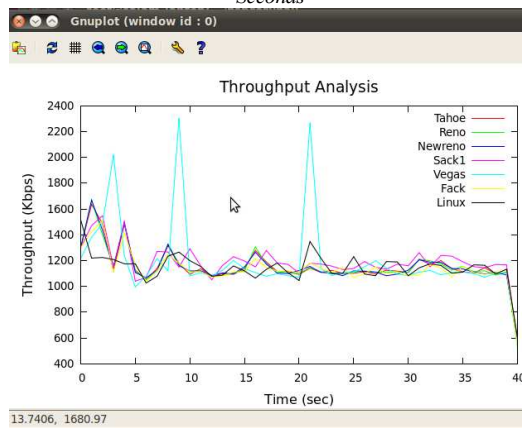 Seconds
Gnuplot (window id : 0)
Throughput Analysis
Throughput (Kbps)
2400
2200
2000
1800
1600
1400
1200
1000
800
600
400
Tahoe
Reno
Newreno
Sack1
Vegas
Fack
Linux
0 5 10 15 20 25 30 35 40
Time (sec)
13.7406, 1680.97